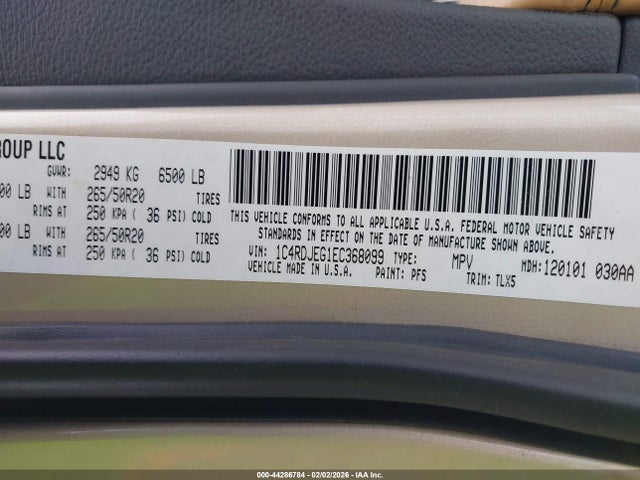 ROUP LLC
GVWR: 2949 KG 6500 LB
00 LB WITH 265/50R20 TIRES
RIMS AT 250 KPA ( 36 PSI) COLD
00 LB WITH 265/50R20 TIRES
RIMS AT 250 KPA ( 36 PSI) COLD
THIS VEHICLE CONFORMS TO ALL APPLICABLE U.S.A. FEDERAL MOTOR VEHICLE SAFETY
STANDARDS IN EFFECT ON THE DATE OF MANUFACTURE SHOWN ABOVE.
VIN: 1C4RDJEG1EC368099 TYPE: MPV MDH: 120101 030AA
VEHICLE MADE IN U.S.A. PAINT: PFS TRIM: TLX5
000-44286784 - 02/02/2026 - IAA Inc.